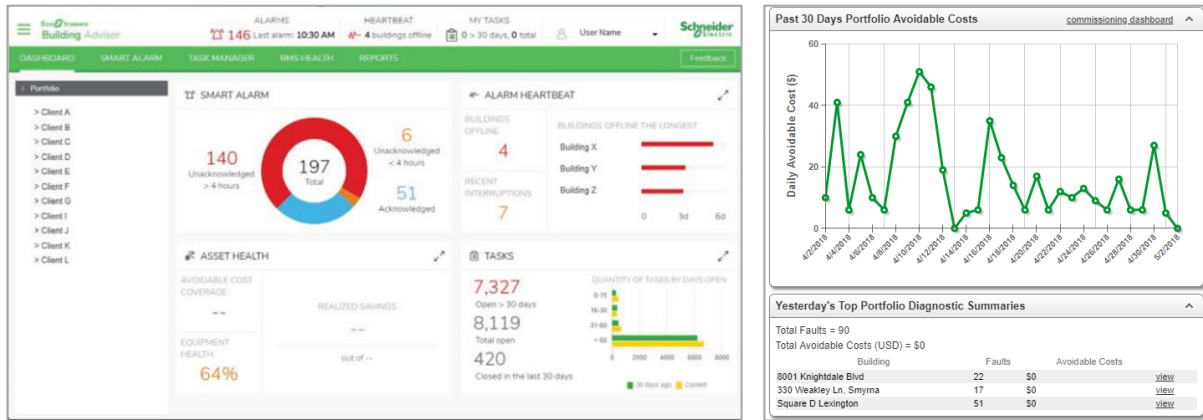 EcoStruxure
Building Advisor
ALARMS
146 Last alarm: 10:30 AM
HEARTBEAT
4 buildings offline
MY TASKS
0 > 30 days, 0 total
User Name
Schneider
Electric
DASHBOARD SMART ALARM TASK MANAGER BMS HEALTH REPORTS Feedback
Portfolio
> Client A
> Client B
> Client C
> Client D
> Client E
> Client F
> Client G
> Client I
> Client J
> Client K
> Client L
SMART ALARM
140
Unacknowledged
> 4 hours
197
Total
6
Unacknowledged
< 4 hours
51
Acknowledged
ALARM HEARTBEAT
BUILDINGS
OFFLINE
4
RECENT
INTERRUPTIONS
7
BUILDINGS OFFLINE THE LONGEST
Building X
Building Y
Building Z
0 3d 6d
ASSET HEALTH
AVOIDABLE COST
COVERAGE
--
EQUIPMENT
HEALTH
64%
REALIZED SAVINGS
--
out of --
TASKS
7,327
Open > 30 days
8,119
Total open
420
Closed in the last 30 days
QUANTITY OF TASKS BY DAYS OPEN
0-15
16-30
31-60
> 60
0 2000 4000 6000 8000
30 days ago Current
Past 30 Days Portfolio Avoidable Costs commissioning dashboard
Daily Avoidable Cost ($)
60
40
20
0
4/2/2018 4/4/2018 4/6/2018 4/8/2018 4/10/2018 4/12/2018 4/14/2018 4/16/2018 4/18/2018 4/20/2018 4/22/2018 4/24/2018 4/26/2018 4/28/2018 4/30/2018 5/2/2018
Yesterday's Top Portfolio Diagnostic Summaries
Total Faults = 90
Total Avoidable Costs (USD) = $0
Building Faults Avoidable Costs
8001 Knightdale Blvd 22 $0 view
330 Weakley Ln, Smyrna 17 $0 view
Square D Lexington 51 $0 view